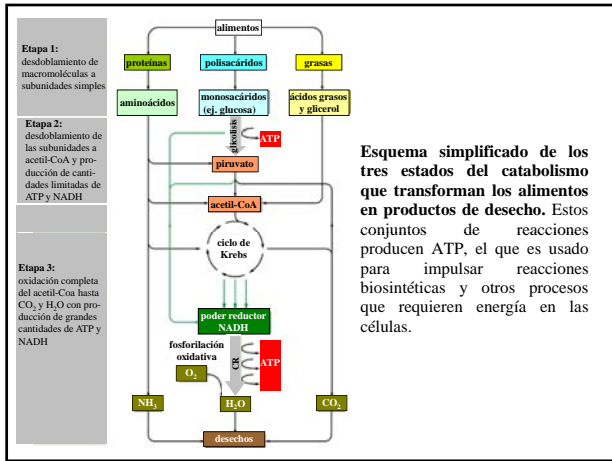 alimentos
Etapa 1:
desdoblamiento de
macromoléculas a
subunidades simples
proteínas
polisacáridos
grasas
aminoácidos
monosacáridos
(ej. glucosa)
ácidos grasos
y glicerol
Etapa 2:
desdoblamiento de
las subunidades a
acetil-CoA y pro-
ducción de canti-
dades limitadas de
ATP y NADH
glicolisis
ATP
piruvato
acetil-CoA
ciclo de
Krebs
Etapa 3:
oxidación completa
del acetil-Coa hasta
CO2 y H2O con pro-
ducción de grandes
cantidades de ATP y
NADH
poder reductor
NADH
fosforilación
oxidativa
CR
ATP
O2
NH3
H2O
CO2
desechos
Esquema simplificado de los
tres estados del catabolismo
que transforman los alimentos
en productos de desecho. Estos
conjuntos de reacciones
producen ATP, el que es usado
para impulsar reacciones
biosintéticas y otros procesos
que requieren energía en las
células.